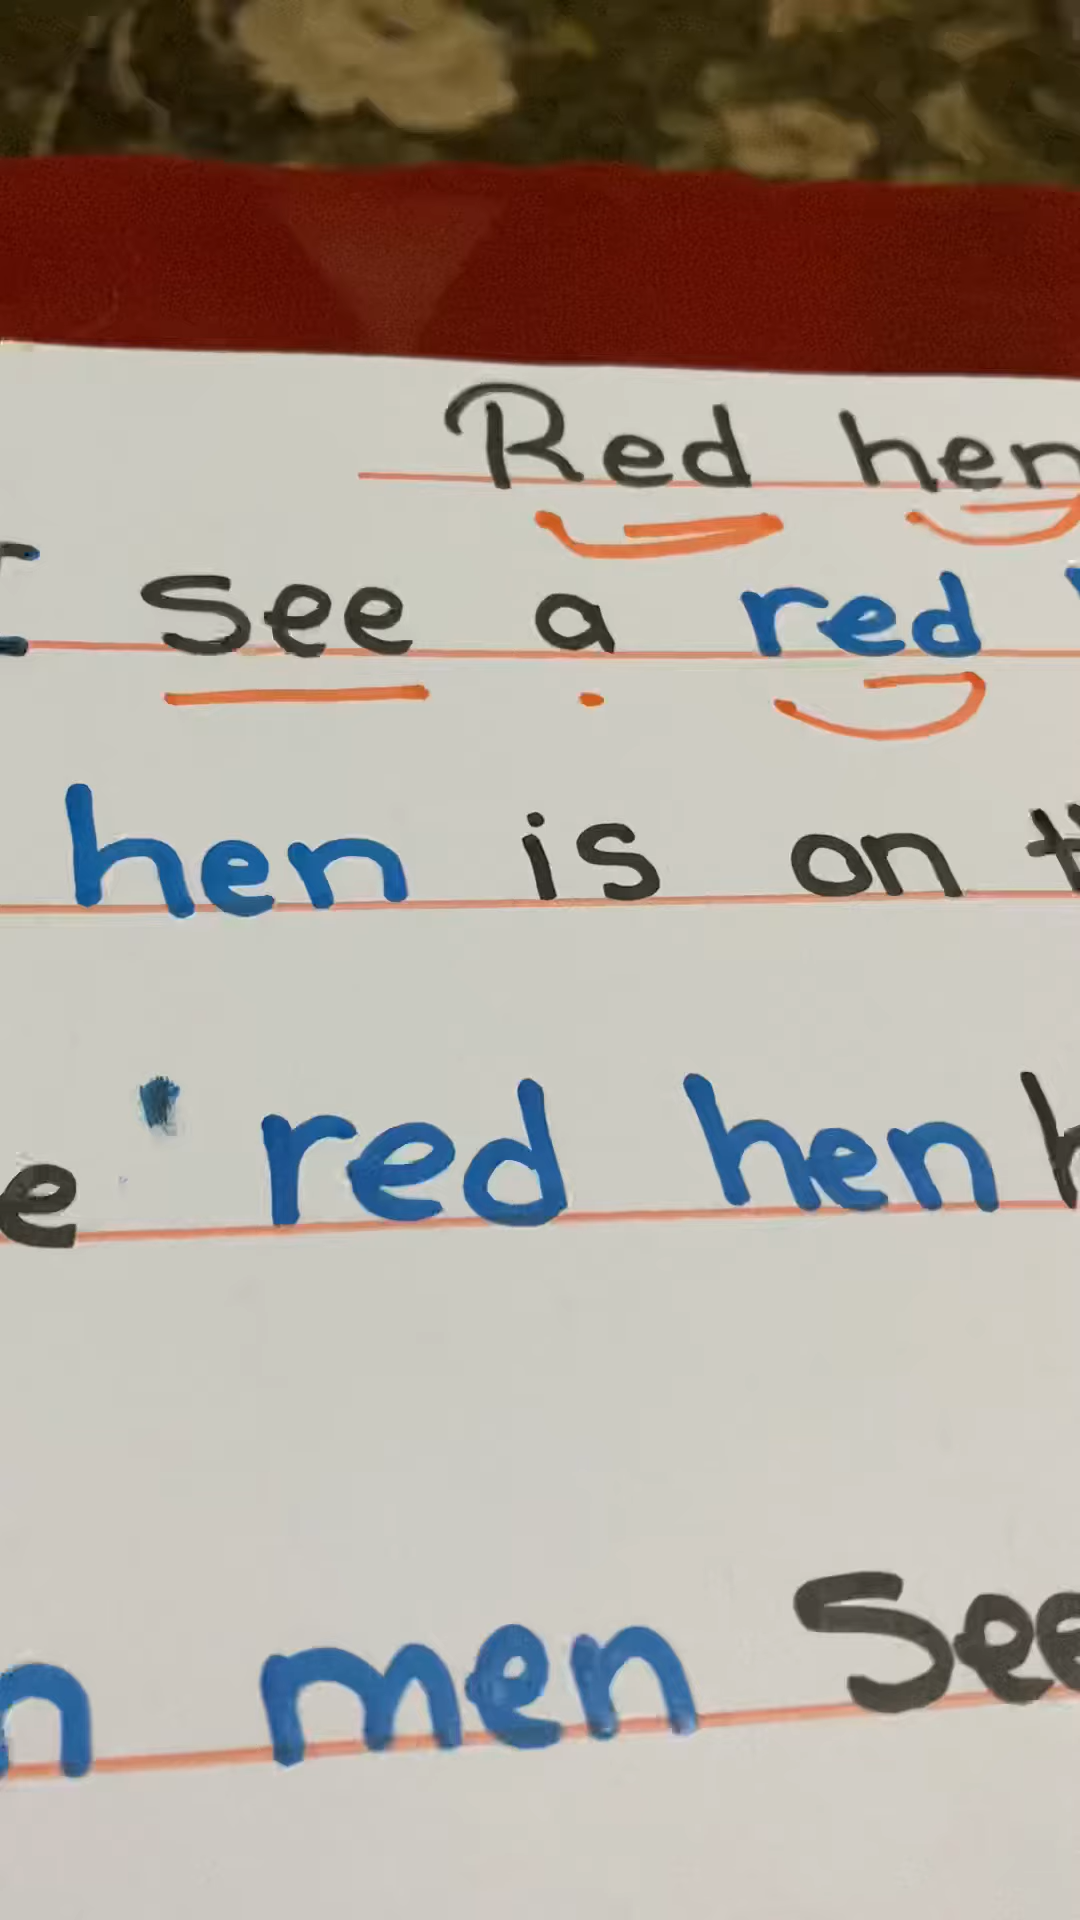 Red hen
I see a red
hen is on
red hen
men see